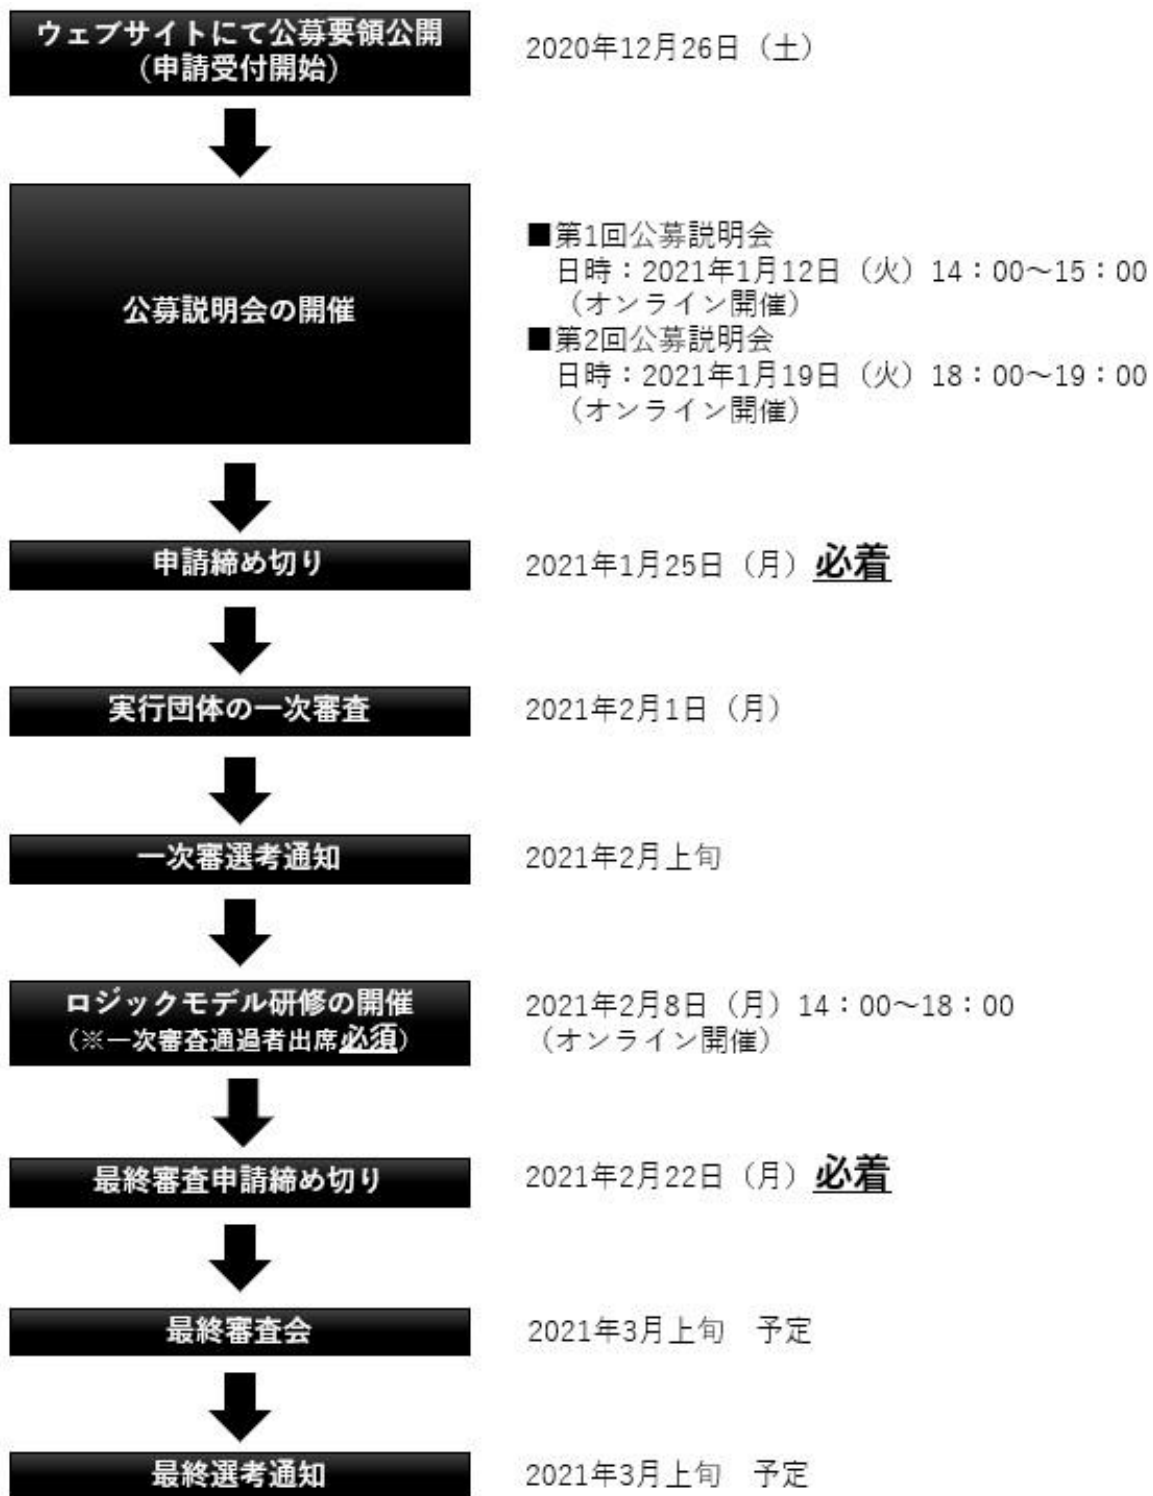 ウェブサイトにて公募要領公開
（申請受付開始）
2020年12月26日（土）
公募説明会の開催
■第1回公募説明会
日時：2021年1月12日（火）14：00～15：00
（オンライン開催）
■第2回公募説明会
日時：2021年1月19日（火）18：00～19：00
（オンライン開催）
申請締め切り
2021年1月25日（月）必着
実行団体の一次審査
2021年2月1日（月）
一次審選考通知
2021年2月上旬
ロジックモデル研修の開催
（※一次審査通過者出席必須）
2021年2月8日（月）14：00～18：00
（オンライン開催）
最終審査申請締め切り
2021年2月22日（月）必着
最終審査会
2021年3月上旬　予定
最終選考通知
2021年3月上旬　予定